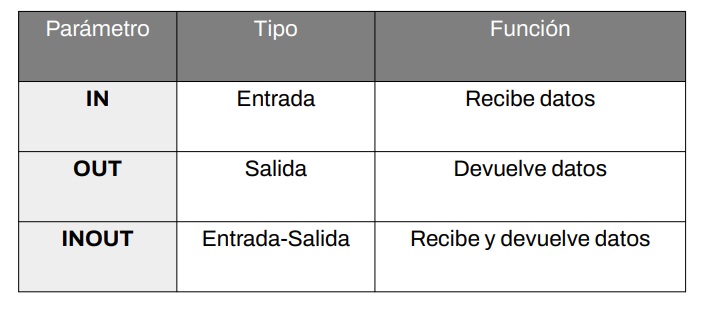 Parámetro Tipo Función
IN Entrada Recibe datos
OUT Salida Devuelve datos
INOUT Entrada-Salida Recibe y devuelve datos